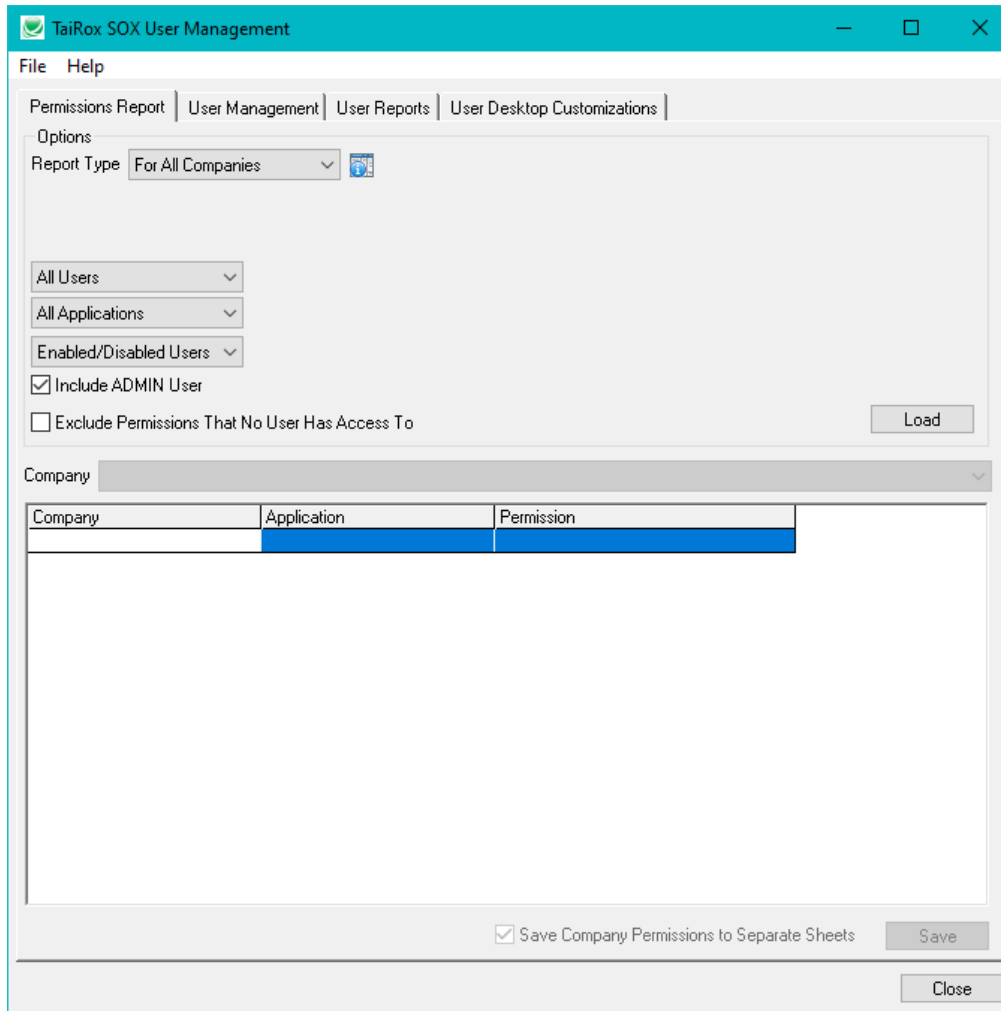 TaiRox SOX User Management
File Help
Permissions Report User Management User Reports User Desktop Customizations
Options
Report Type For All Companies
All Users
All Applications
Enabled/Disabled Users
Include ADMIN User
Exclude Permissions That No User Has Access To Load
Company
Company Application Permission
Save Company Permissions to Separate Sheets Save
Close